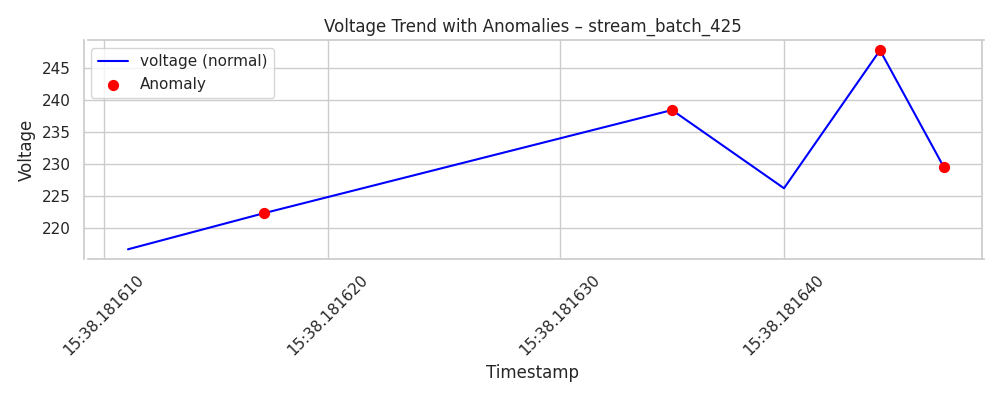 Voltage Trend with Anomalies – stream_batch_425
voltage (normal)
Anomaly
Voltage
245
240
235
230
225
220
15:38.181610
15:38.181620
15:38.181630
15:38.181640
Timestamp